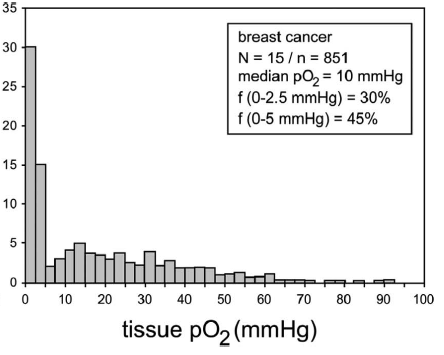 35
30
25
20
15
10
5
0
breast cancer
N = 15 / n = 851
median pO₂ = 10 mmHg
f (0-2.5 mmHg) = 30%
f (0-5 mmHg) = 45%
0 10 20 30 40 50 60 70 80 90 100
tissue pO₂ (mmHg)